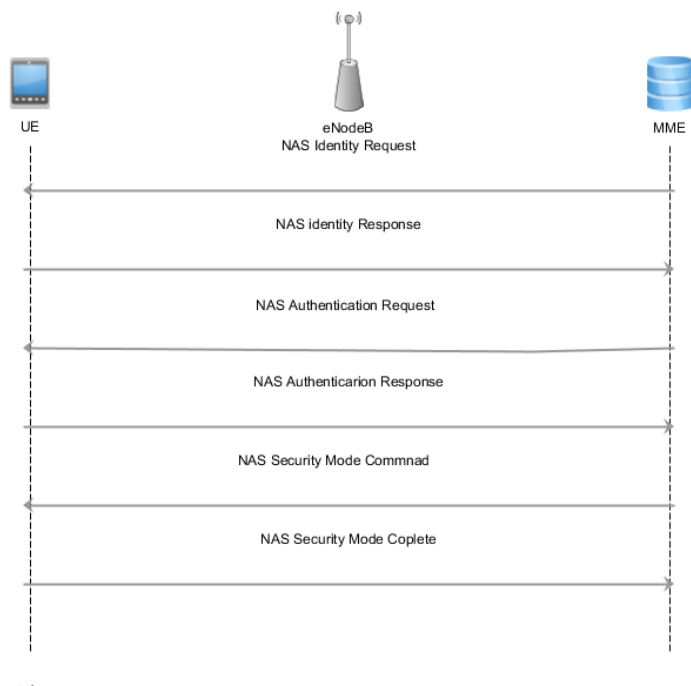 UE
eNodeB
MME
NAS Identity Request
NAS identity Response
NAS Authentication Request
NAS Authenticarion Response
NAS Security Mode Commnad
NAS Security Mode Coplete